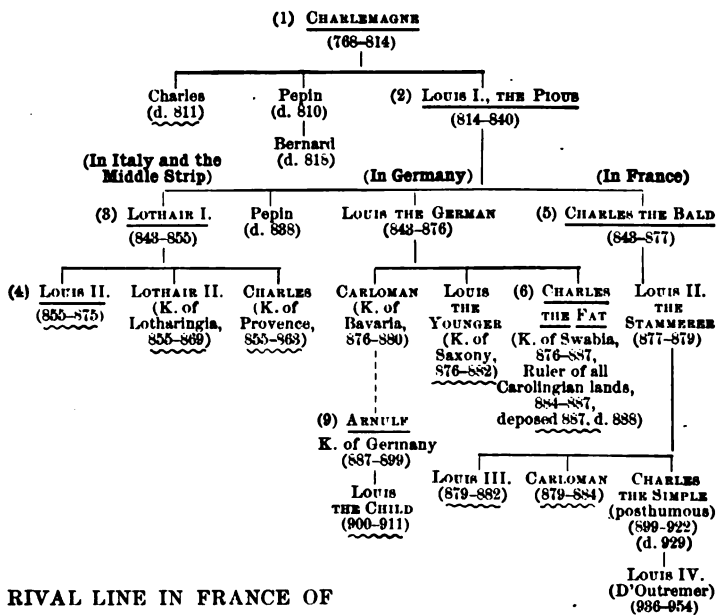 (1) CHARLEMAGNE
(768–814)
Charles
(d. 811)
Pepin
(d. 810)
Bernard
(d. 818)
(2) LOUIS I., THE PIOUS
(814–840)
(In Italy and the
Middle Strip)
(In Germany)
(In France)
(3) LOTHAIR I.
(843–855)
Pepin
(d. 838)
LOUIS THE GERMAN
(843–876)
(5) CHARLES THE BALD
(843–877)
(4) LOUIS II.
(855–875)
LOTHAIR II.
(K. of
Lotharingia,
855–869)
CHARLES
(K. of
Provence,
855–863)
CARLOMAN
(K. of
Bavaria,
876–880)
LOUIS
THE
YOUNGER
(K. of
Saxony,
876–882)
(6) CHARLES
THE FAT
(K. of Swabia,
876–887,
Ruler of all
Carolingian lands,
884–887,
deposed 887, d. 888)
LOUIS II.
THE
STAMMERER
(877–879)
(9) ARNULF
K. of Germany
(887–899)
LOUIS
THE CHILD
(900–911)
LOUIS III.
(879–882)
CARLOMAN
(879–884)
CHARLES
THE SIMPLE
(posthumous)
(899–922)
(d. 929)
LOUIS IV.
(D'Outremer)
(936–954)
RIVAL LINE IN FRANCE OF